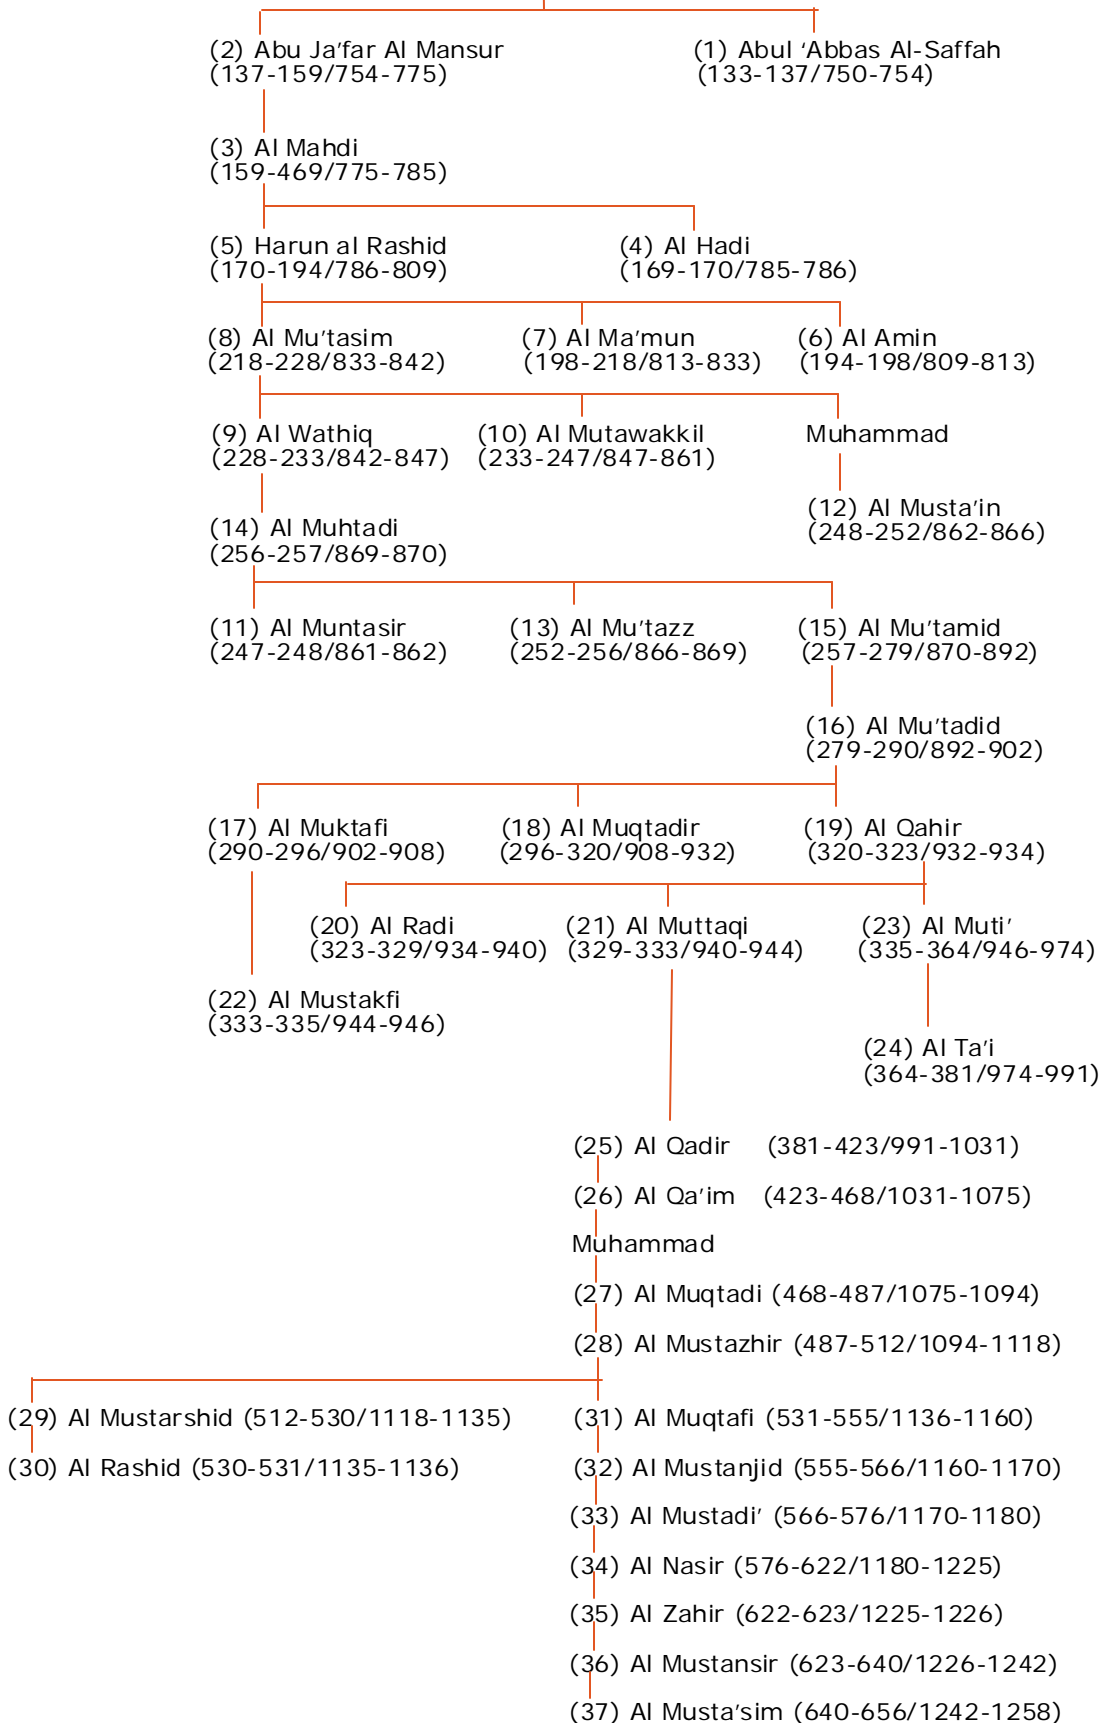 (2) Abu Ja'far Al Mansur
(137-159/754-775)
(1) Abul ‘Abbas Al-Saffah
(133-137/750-754)
(3) Al Mahdi
(159-469/775-785)
(5) Harun al Rashid
(170-194/786-809)
(4) Al Hadi
(169-170/785-786)
(8) Al Mu’tasim
(218-228/833-842)
(7) Al Ma’mun
(198-218/813-833)
(6) Al Amin
(194-198/809-813)
(9) Al Wathiq
(228-233/842-847)
(10) Al Mutawakkil
(233-247/847-861)
Muhammad
(12) Al Musta’in
(248-252/862-866)
(14) Al Muhtadi
(256-257/869-870)
(11) Al Muntasir
(247-248/861-862)
(13) Al Mu’tazz
(252-256/866-869)
(15) Al Mu’tamid
(257-279/870-892)
(16) Al Mu’tadid
(279-290/892-902)
(17) Al Muktafi
(290-296/902-908)
(18) Al Muqtadir
(296-320/908-932)
(19) Al Qahir
(320-323/932-934)
(20) Al Radi
(323-329/934-940)
(21) Al Muttaqi
(329-333/940-944)
(23) Al Muti’
(335-364/946-974)
(22) Al Mustakfi
(333-335/944-946)
(24) Al Ta’i
(364-381/974-991)
(25) Al Qadir (381-423/991-1031)
(26) Al Qa’im (423-468/1031-1075)
Muhammad
(27) Al Muqtadi (468-487/1075-1094)
(28) Al Mustazhir (487-512/1094-1118)
(29) Al Mustarshid (512-530/1118-1135)
(31) Al Muqtafi (531-555/1136-1160)
(30) Al Rashid (530-531/1135-1136)
(32) Al Mustanjid (555-566/1160-1170)
(33) Al Mustadi’ (566-576/1170-1180)
(34) Al Nasir (576-622/1180-1225)
(35) Al Zahir (622-623/1225-1226)
(36) Al Mustansir (623-640/1226-1242)
(37) Al Musta’sim (640-656/1242-1258)